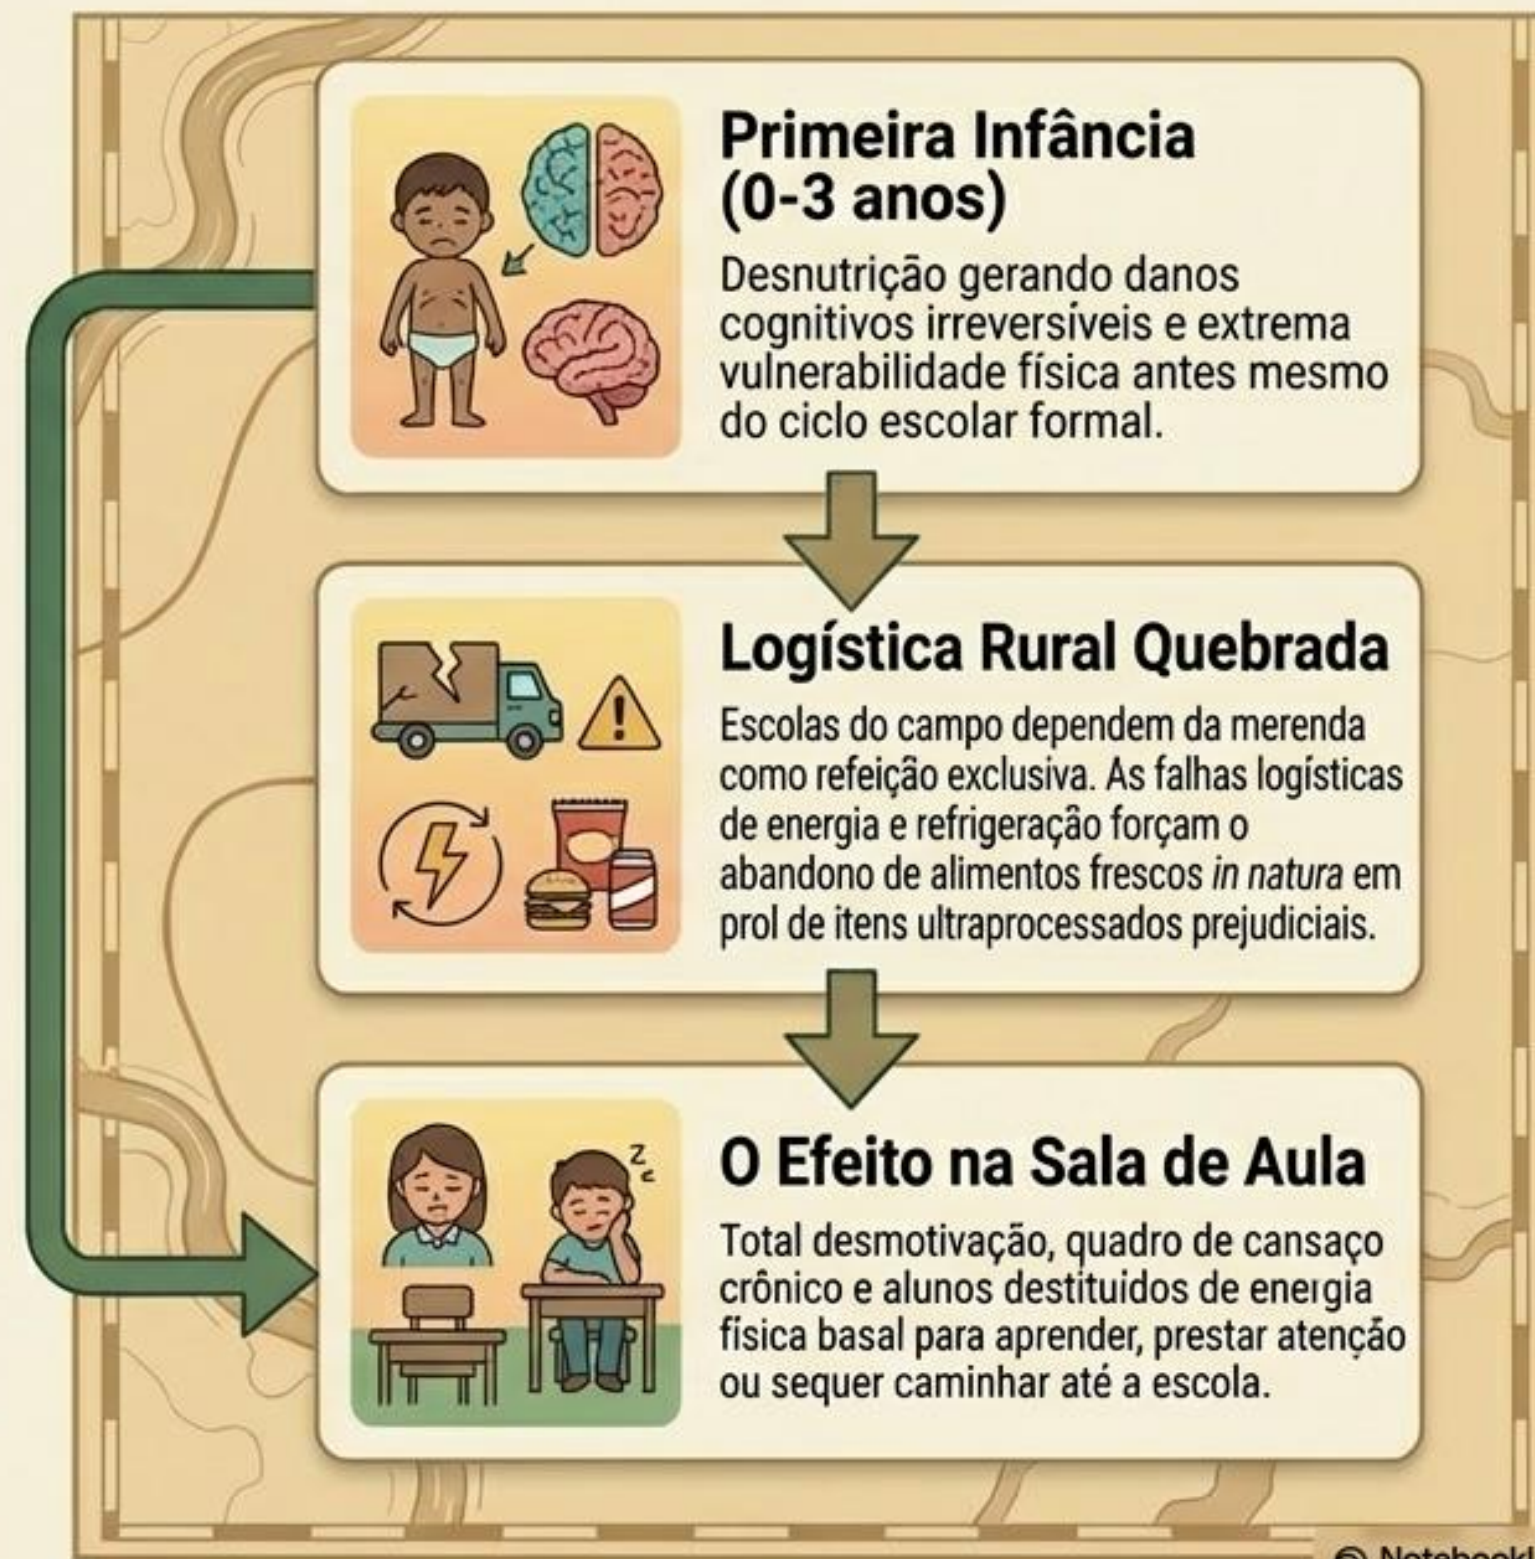 Primeira Infância
(0-3 anos)
Desnutrição gerando danos
cognitivos irreversíveis e extrema
vulnerabilidade física antes mesmo
do ciclo escolar formal.
Logística Rural Quebrada
Escolas do campo dependem da merenda
como refeição exclusiva. As falhas logísticas
de energia e refrigeração forçam o
abandono de alimentos frescos in natura em
prol de itens ultraprocessados prejudiciais.
O Efeito na Sala de Aula
Total desmotivação, quadro de cansaço
crônico e alunos destituidos de energia
física basal para aprender, prestar atenção
ou sequer caminhar até a escola.